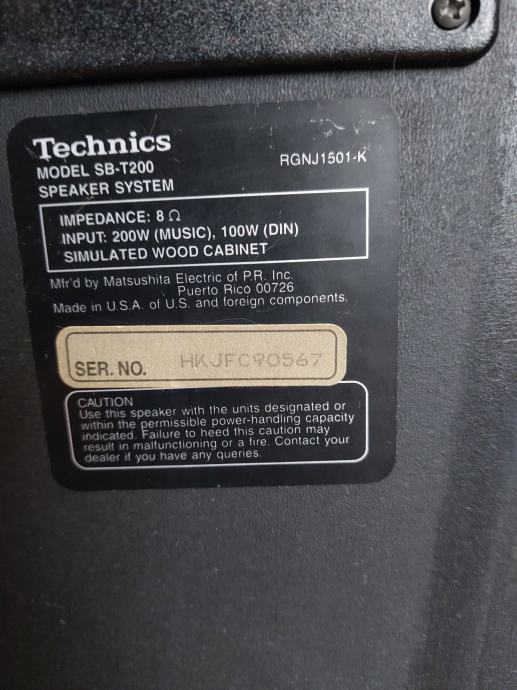 Technics
MODEL SB-T200
RGNJ1501-K
SPEAKER SYSTEM
IMPEDANCE: 8 Ω
INPUT: 200W (MUSIC), 100W (DIN)
SIMULATED WOOD CABINET
Mfr'd by Matsushita Electric of P.R. Inc.
Puerto Rico 00726
Made in U.S.A. of U.S. and foreign components.
SER. NO. HKJFC90567
CAUTION
Use this speaker with the units designated or
within the permissible power-handling capacity
indicated. Failure to heed this caution may
result in malfunctioning or a fire. Contact your
dealer if you have any queries.